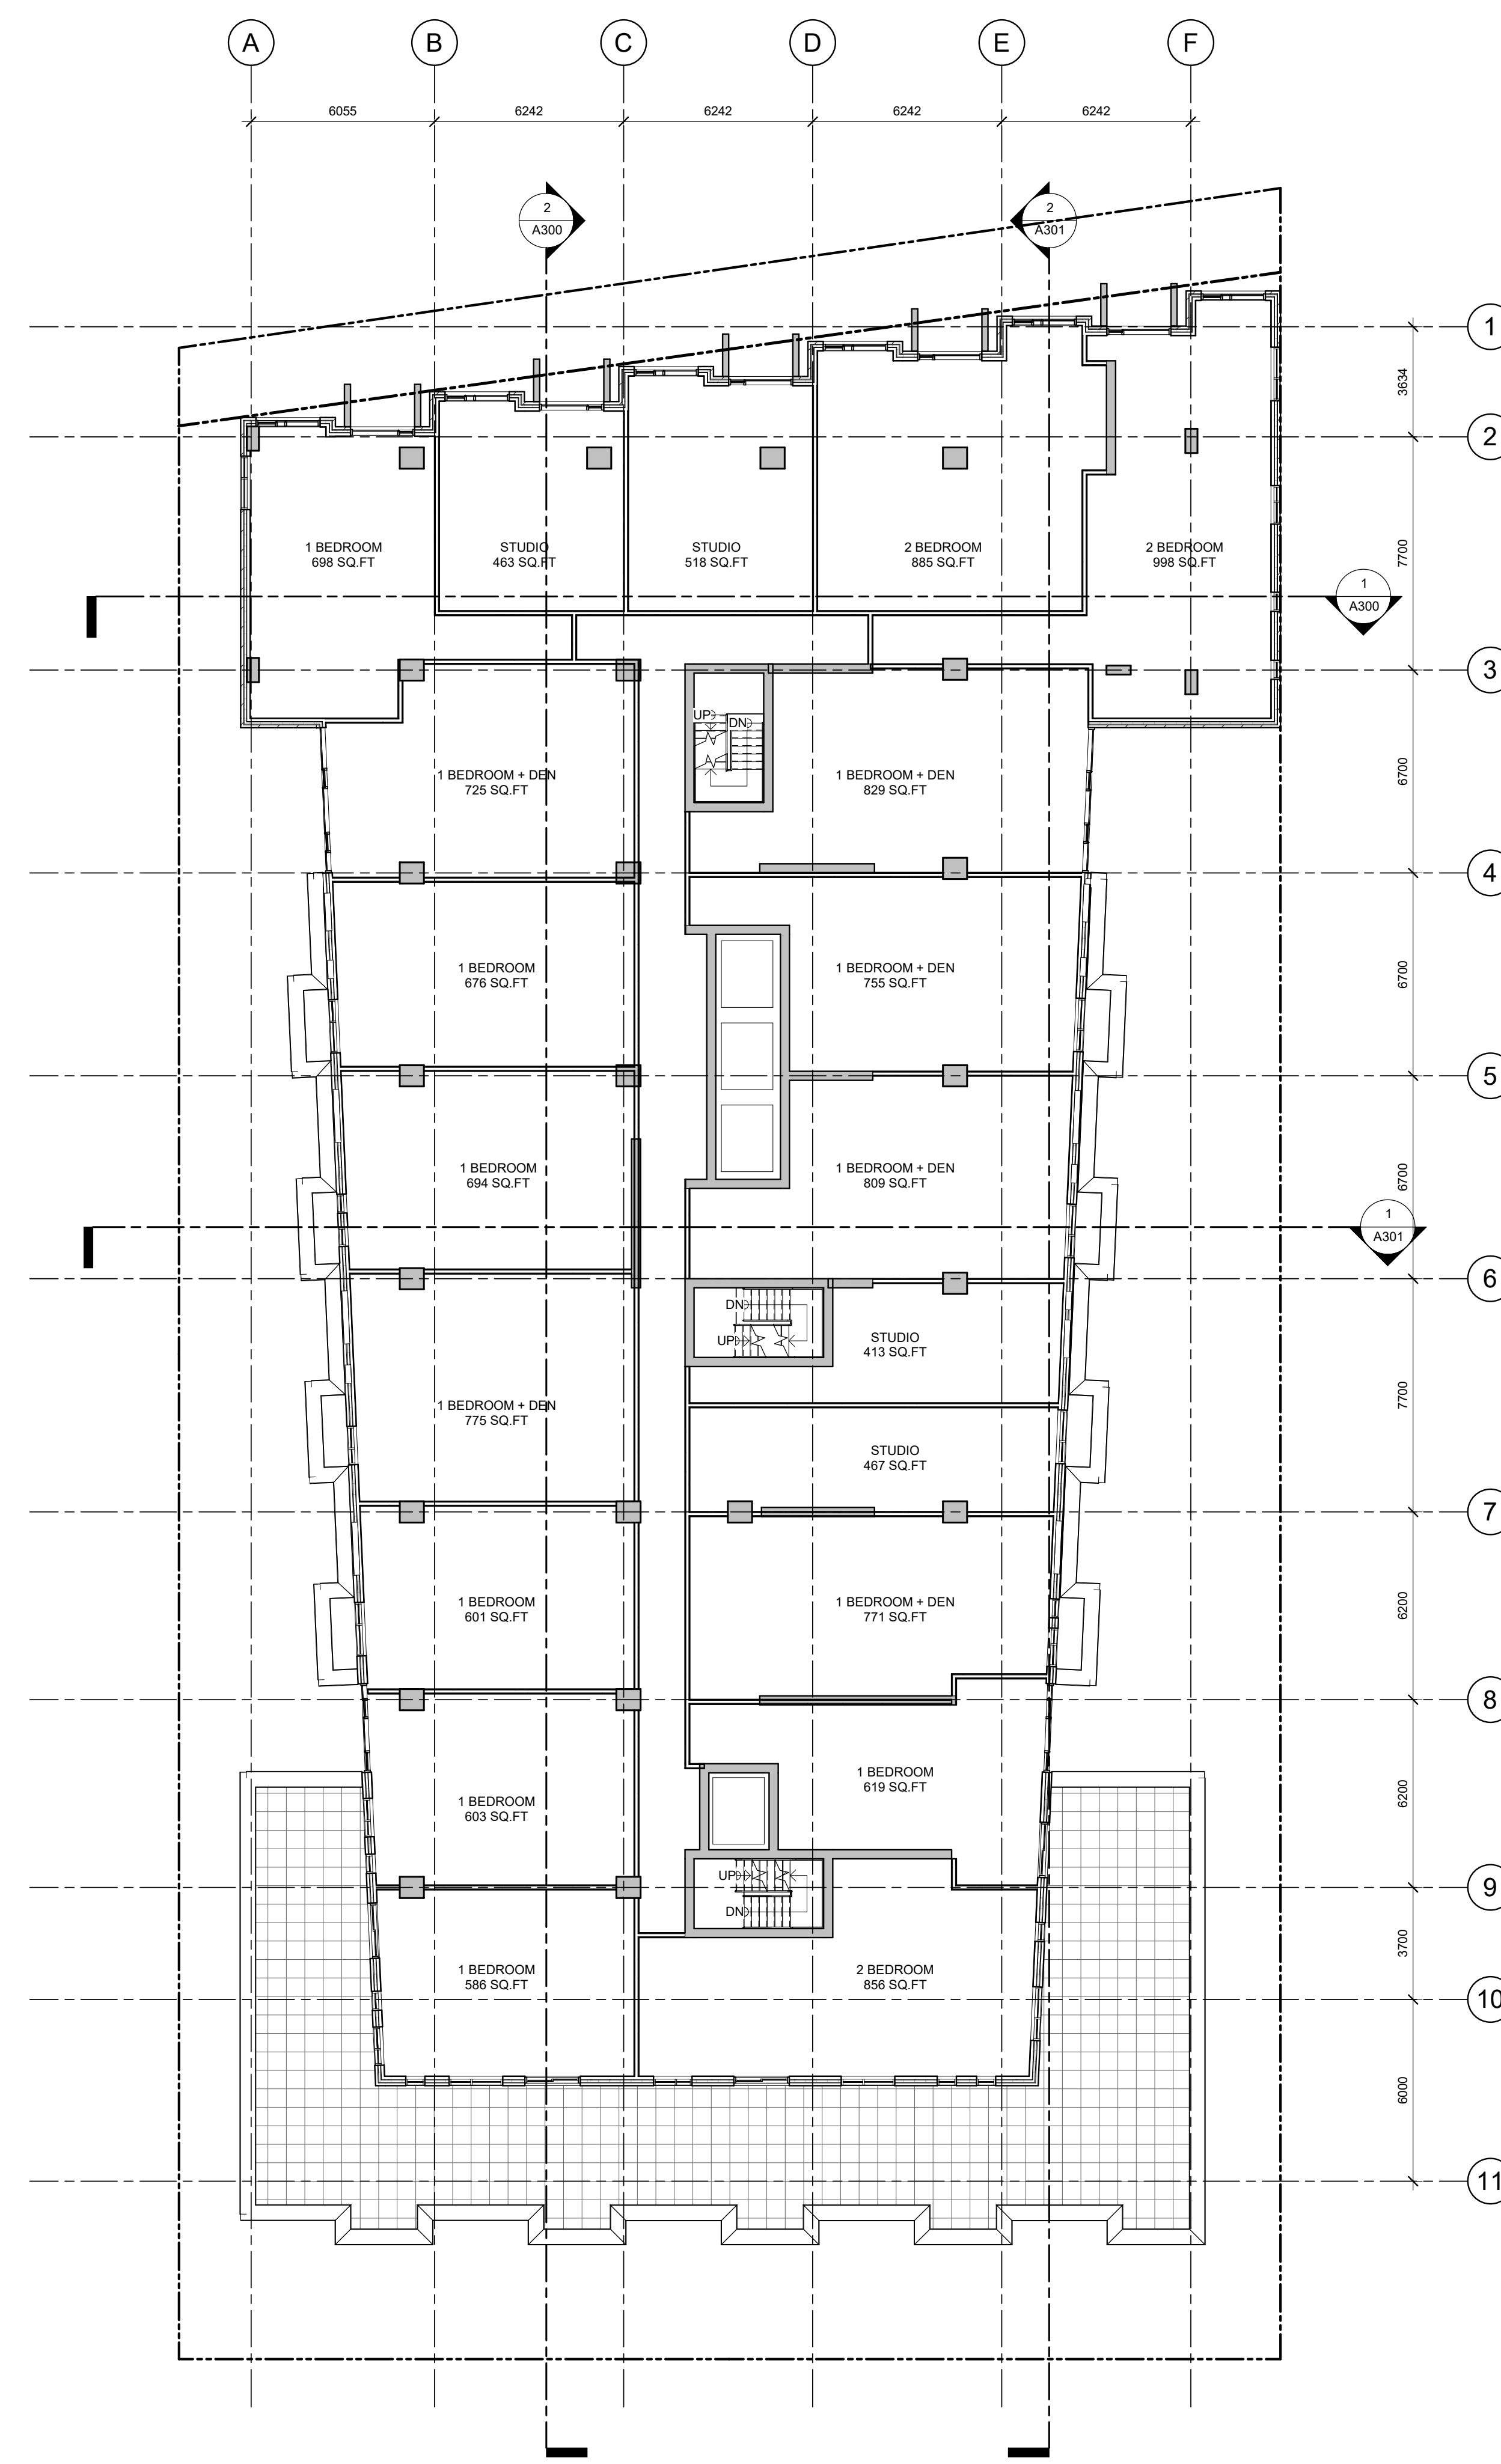 A
B
C
D
E
F
6055
6242
6242
6242
6242
2
A300
2
A301
1
3634
2
1 BEDROOM
698 SQ.FT
STUDIO
463 SQ.FT
STUDIO
518 SQ.FT
2 BEDROOM
885 SQ.FT
2 BEDROOM
998 SQ.FT
7700
1
A300
3
UP
DN
1 BEDROOM + DEN
725 SQ.FT
1 BEDROOM + DEN
829 SQ.FT
6700
4
1 BEDROOM
676 SQ.FT
1 BEDROOM + DEN
755 SQ.FT
6700
5
1 BEDROOM
694 SQ.FT
1 BEDROOM + DEN
809 SQ.FT
6700
1
A301
6
DN
UP
STUDIO
413 SQ.FT
1 BEDROOM + DEN
775 SQ.FT
7700
STUDIO
467 SQ.FT
7
1 BEDROOM
601 SQ.FT
1 BEDROOM + DEN
771 SQ.FT
6200
8
1 BEDROOM
619 SQ.FT
1 BEDROOM
603 SQ.FT
6200
UP
DN
9
3700
1 BEDROOM
586 SQ.FT
2 BEDROOM
856 SQ.FT
10
6000
11